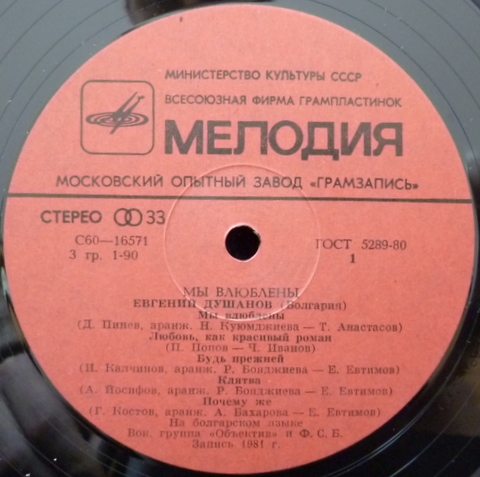 МИНИСТЕРСТВО КУЛЬТУРЫ СССР
ВСЕСОЮЗНАЯ ФИРМА ГРАМПЛАСТИНОК
МЕЛОДИЯ
МОСКОВСКИЙ ОПЫТНЫЙ ЗАВОД «ГРАМЗАПИСЬ»
СТЕРЕО 33
С60—16571 ГОСТ 5289-80
3 гр. 1-90 1
МЫ ВЛЮБЛЕНЫ
ЕВГЕНИЙ ДУШАНОВ (Болгария)
Мы влюблены
(Д. Пинев, аранж. Н. Куюмджиева — Т. Анастасов)
Любовь, как красивый роман
(П. Попов — Ч. Иванов)
Будь прежней
(И. Калчинов, аранж. Р. Бояджиева — Е. Евтимов)
Клятва
(А. Йосифов, аранж. Р. Бояджиева — Е. Евтимов)
Почему же
(Г. Костов, аранж. А. Вахарова — Е. Евтимов)
На болгарском языке
Вок. группа «Объектив» и Ф. С. Б.
Запись 1981 г.